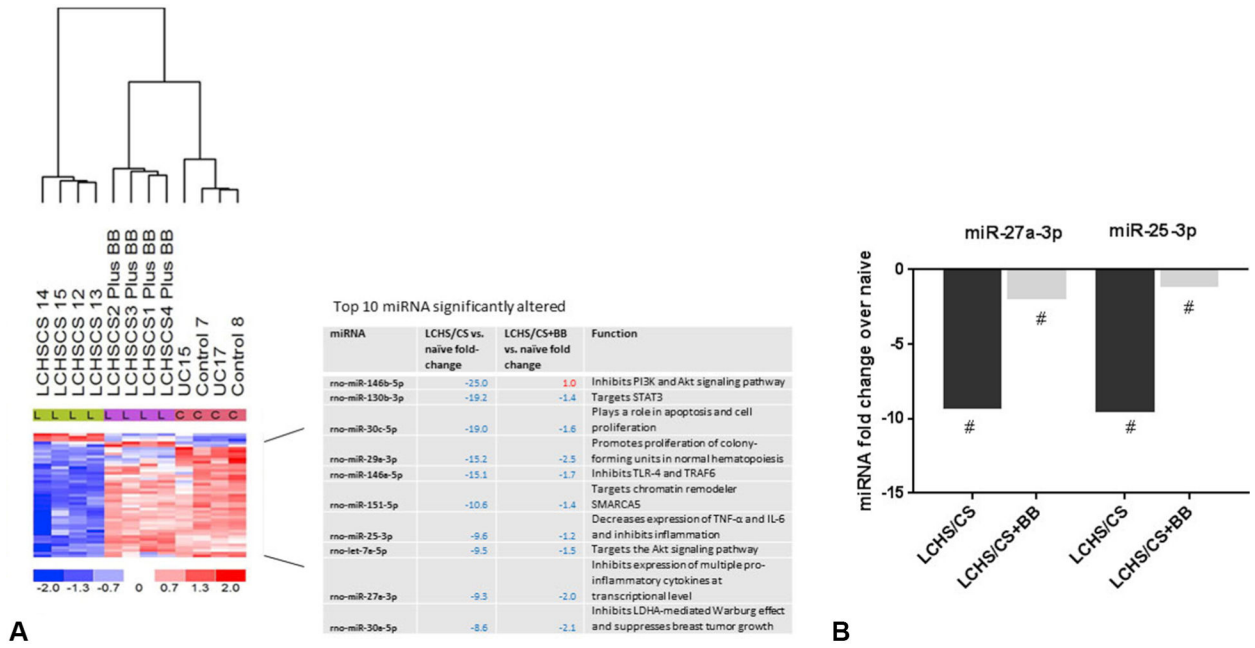 LCHSCS 14
LCHSCS 15
LCHSCS 12
LCHSCS 13
LCHSCS2 Plus BB
LCHSCS3 Plus BB
LCHSCS1 Plus BB
LCHSCS4 Plus BB
UC15
Control 7
UC17
Control 8
L L L L L L L L C C C C
-2.0 -1.3 -0.7 0 0.7 1.3 2.0
A
Top 10 miRNA significantly altered
miRNA LCHS/CS vs. LCHS/CS+BB Function
naïve fold- vs. naïve fold
change change
rno-miR-146b-5p -25.0 1.0 Inhibits PI3K and Akt signaling pathway
rno-miR-130b-3p -19.2 -1.4 Targets STAT3
Plays a role in apoptosis and cell
rno-miR-30c-5p -19.0 -1.6 proliferation
Promotes proliferation of colony-
rno-miR-29a-3p -15.2 -2.5 forming units in normal hematopoiesis
rno-miR-146a-5p -15.1 -1.7 Inhibits TLR-4 and TRAF6
Targets chromatin remodeler
rno-miR-151-5p -10.6 -1.4 SMARCA5
Decreases expression of TNF-α and IL-6
rno-miR-25-3p -9.6 -1.2 and inhibits inflammation
rno-let-7e-5p -9.5 -1.5 Targets the Akt signaling pathway
Inhibits expression of multiple pro-
inflammatory cytokines at
rno-miR-27a-3p -9.3 -2.0 transcriptional level
Inhibits LDHA-mediated Warburg effect
rno-miR-30a-5p -8.6 -2.1 and suppresses breast tumor growth
B
miRNA fold change over naive
miR-27a-3p miR-25-3p
0
-5
-10
-15
# # # #
LCHS/CS
LCHS/CS+BB
LCHS/CS
LCHS/CS+BB